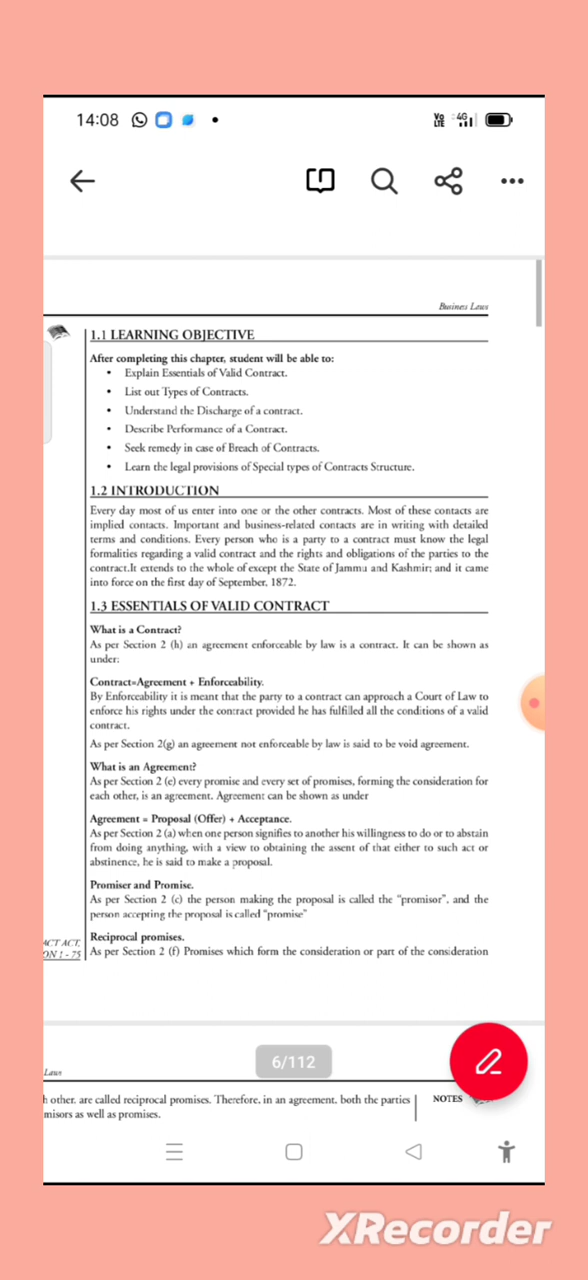 14:08
Vo LTE 4G
Business Laws
1.1 LEARNING OBJECTIVE
After completing this chapter, student will be able to:
• Explain Essentials of Valid Contract.
• List out Types of Contracts.
• Understand the Discharge of a contract.
• Describe Performance of a Contract.
• Seek remedy in case of Breach of Contracts.
• Learn the legal provisions of Special types of Contracts Structure.
1.2 INTRODUCTION
Every day most of us enter into one or the other contracts. Most of these contacts are
implied contacts. Important and business-related contacts are in writing with detailed
terms and conditions. Every person who is a party to a contract must know the legal
formalities regarding a valid contract and the rights and obligations of the parties to the
contract.It extends to the whole of except the State of Jammu and Kashmir; and it came
into force on the first day of September, 1872.
1.3 ESSENTIALS OF VALID CONTRACT
What is a Contract?
As per Section 2 (h) an agreement enforceable by law is a contract. It can be shown as
under:
Contract=Agreement + Enforceability.
By Enforceability it is meant that the party to a contract can approach a Court of Law to
enforce his rights under the contract provided he has fulfilled all the conditions of a valid
contract.
As per Section 2(g) an agreement not enforceable by law is said to be void agreement.
What is an Agreement?
As per Section 2 (e) every promise and every set of promises, forming the consideration for
each other, is an agreement. Agreement can be shown as under
Agreement = Proposal (Offer) + Acceptance.
As per Section 2 (a) when one person signifies to another his willingness to do or to abstain
from doing anything, with a view to obtaining the assent of that either to such act or
abstinence, he is said to make a proposal.
Promiser and Promise.
As per Section 2 (c) the person making the proposal is called the "promisor", and the
person accepting the proposal is called "promise"
Reciprocal promises.
ACT ACT,
ON 1 - 75
As per Section 2 (f) Promises which form the consideration or part of the consideration
6/112
Laws
h other, are called reciprocal promises. Therefore, in an agreement, both the parties
NOTES
misors as well as promises.
XRecorder